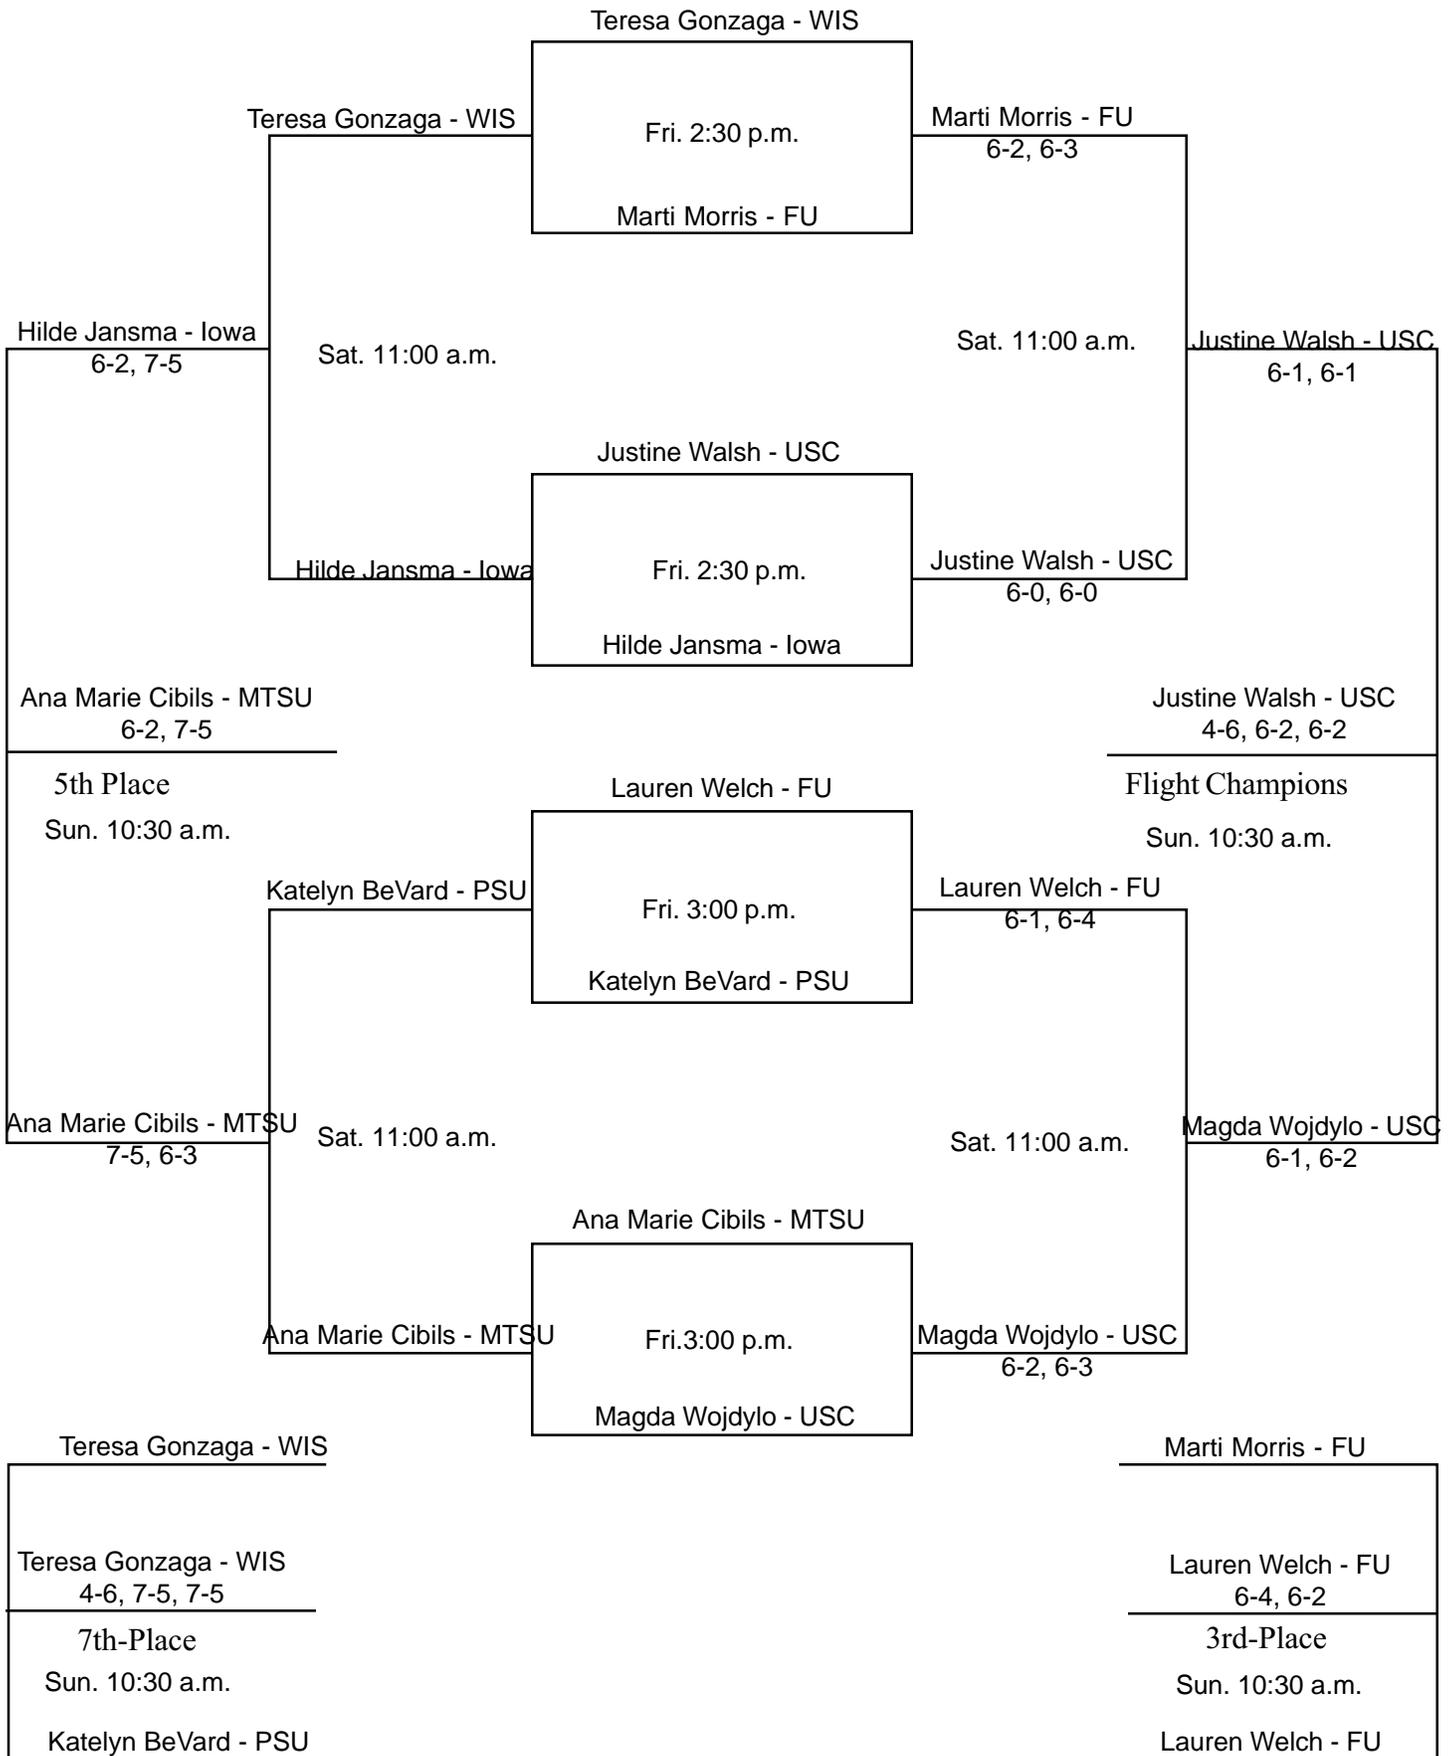 Teresa Gonzaga - WIS
Teresa Gonzaga - WIS
Fri. 2:30 p.m.
Marti Morris - FU
6-2, 6-3
Marti Morris - FU
Hilde Jansma - Iowa
6-2, 7-5
Sat. 11:00 a.m.
Sat. 11:00 a.m.
Justine Walsh - USC
6-1, 6-1
Justine Walsh - USC
Hilde Jansma - Iowa
Fri. 2:30 p.m.
Justine Walsh - USC
6-0, 6-0
Hilde Jansma - Iowa
Ana Marie Cibils - MTSU
6-2, 7-5
5th Place
Sun. 10:30 a.m.
Justine Walsh - USC
4-6, 6-2, 6-2
Flight Champions
Sun. 10:30 a.m.
Lauren Welch - FU
Katelyn BeVard - PSU
Fri. 3:00 p.m.
Lauren Welch - FU
6-1, 6-4
Katelyn BeVard - PSU
Ana Marie Cibils - MTSU
7-5, 6-3
Sat. 11:00 a.m.
Sat. 11:00 a.m.
Magda Wojdylo - USC
6-1, 6-2
Ana Marie Cibils - MTSU
Ana Marie Cibils - MTSU
Fri.3:00 p.m.
Magda Wojdylo - USC
6-2, 6-3
Magda Wojdylo - USC
Teresa Gonzaga - WIS
Teresa Gonzaga - WIS
4-6, 7-5, 7-5
7th-Place
Sun. 10:30 a.m.
Katelyn BeVard - PSU
Marti Morris - FU
Lauren Welch - FU
6-4, 6-2
3rd-Place
Sun. 10:30 a.m.
Lauren Welch - FU